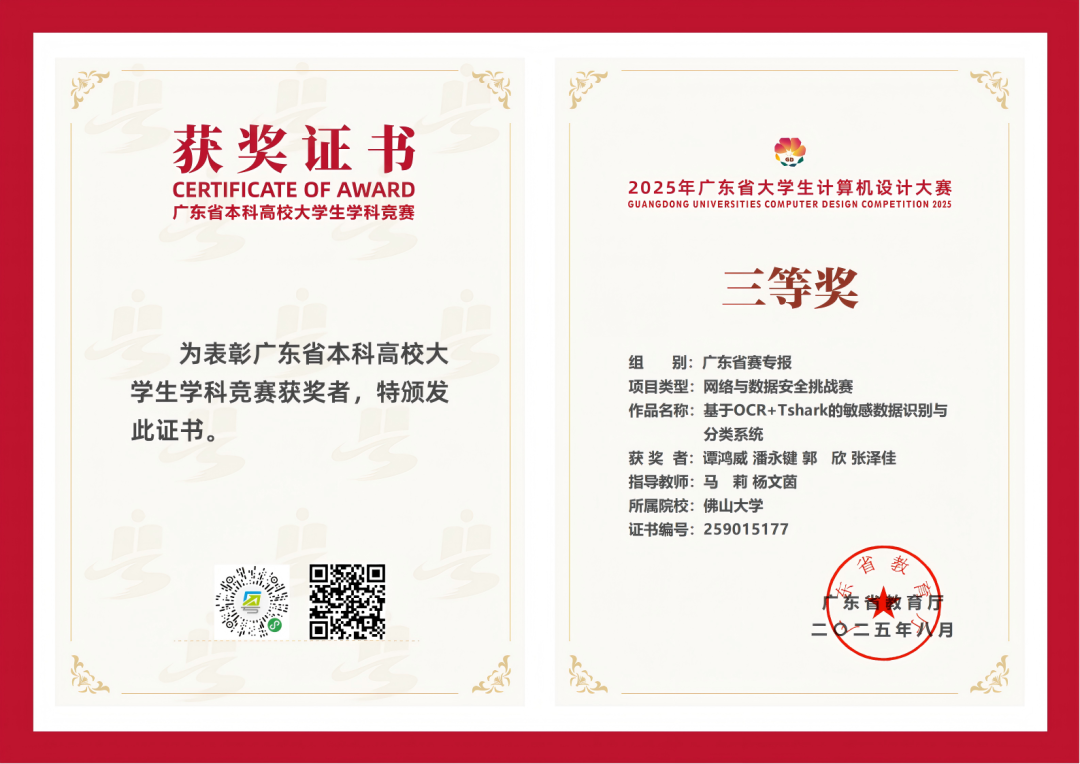 获奖证书
CERTIFICATE OF AWARD
广东省本科高校大学生学科竞赛
为表彰广东省本科高校大
学生学科竞赛获奖者，特颁发
此证书。
GD
2025年广东省大学生计算机设计大赛
GUANGDONG UNIVERSITIES COMPUTER DESIGN COMPETITION 2025
三等奖
组 别：广东省赛专报
项目类型：网络与数据安全挑战赛
作品名称：基于OCR+Tshark的敏感数据识别与
分类系统
获 奖 者：谭鸿威 潘永键 郭 欣 张泽佳
指导教师：马 莉 杨文茵
所属院校：佛山大学
证书编号：259015177
广东省教育厅
广东省教育厅
二〇二五年八月